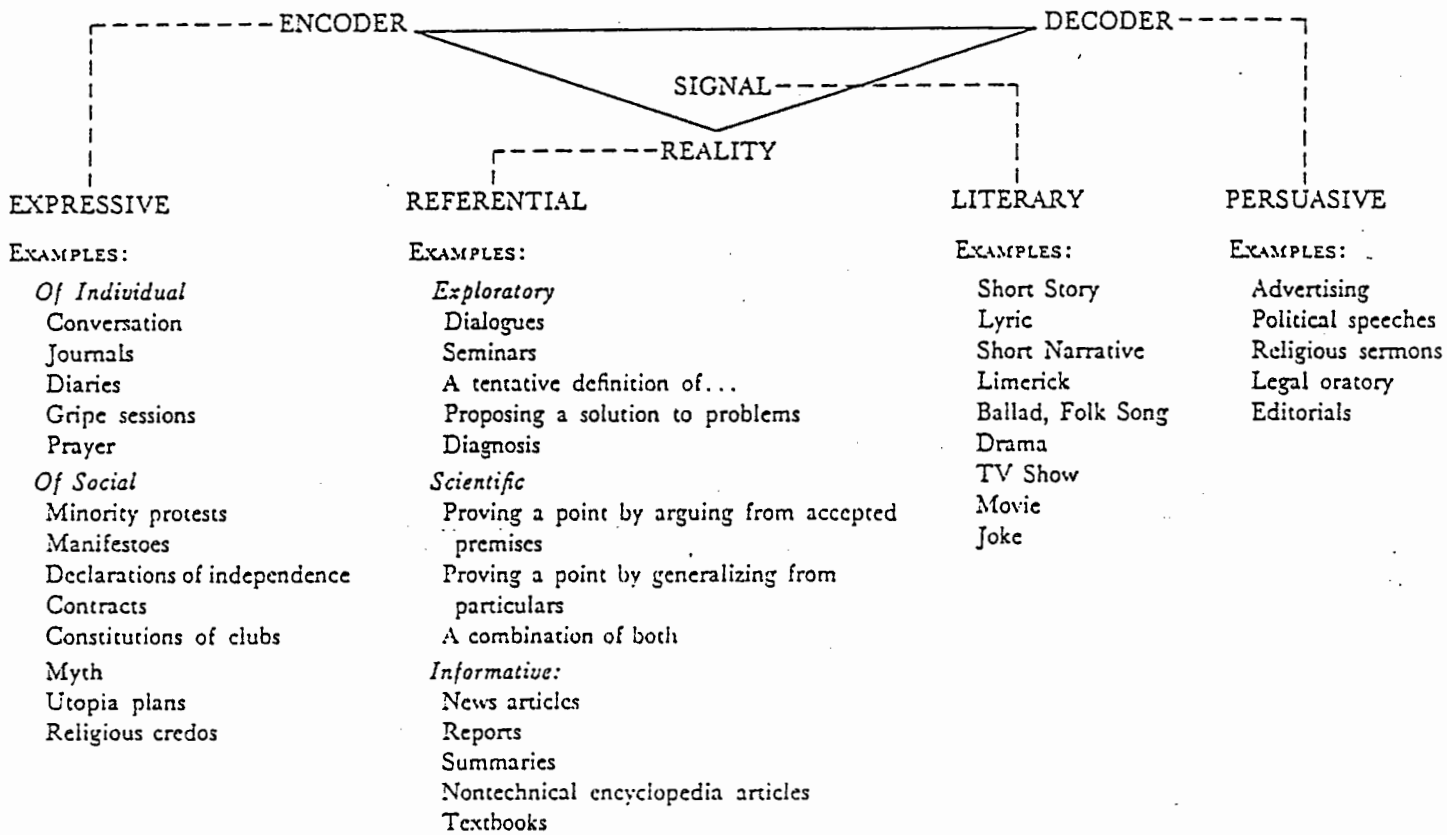 ENCODER
DECODER
SIGNAL
REALITY
EXPRESSIVE
EXAMPLES:
Of Individual
Conversation
Journals
Diaries
Gripe sessions
Prayer
Of Social
Minority protests
Manifestoes
Declarations of independence
Contracts
Constitutions of clubs
Myth
Utopia plans
Religious credos
REFERENTIAL
EXAMPLES:
Exploratory
Dialogues
Seminars
A tentative definition of...
Proposing a solution to problems
Diagnosis
Scientific
Proving a point by arguing from accepted
premises
Proving a point by generalizing from
particulars
A combination of both
Informative:
News articles
Reports
Summaries
Nontechnical encyclopedia articles
Textbooks
LITERARY
EXAMPLES:
Short Story
Lyric
Short Narrative
Limerick
Ballad, Folk Song
Drama
TV Show
Movie
Joke
PERSUASIVE
EXAMPLES:
Advertising
Political speeches
Religious sermons
Legal oratory
Editorials